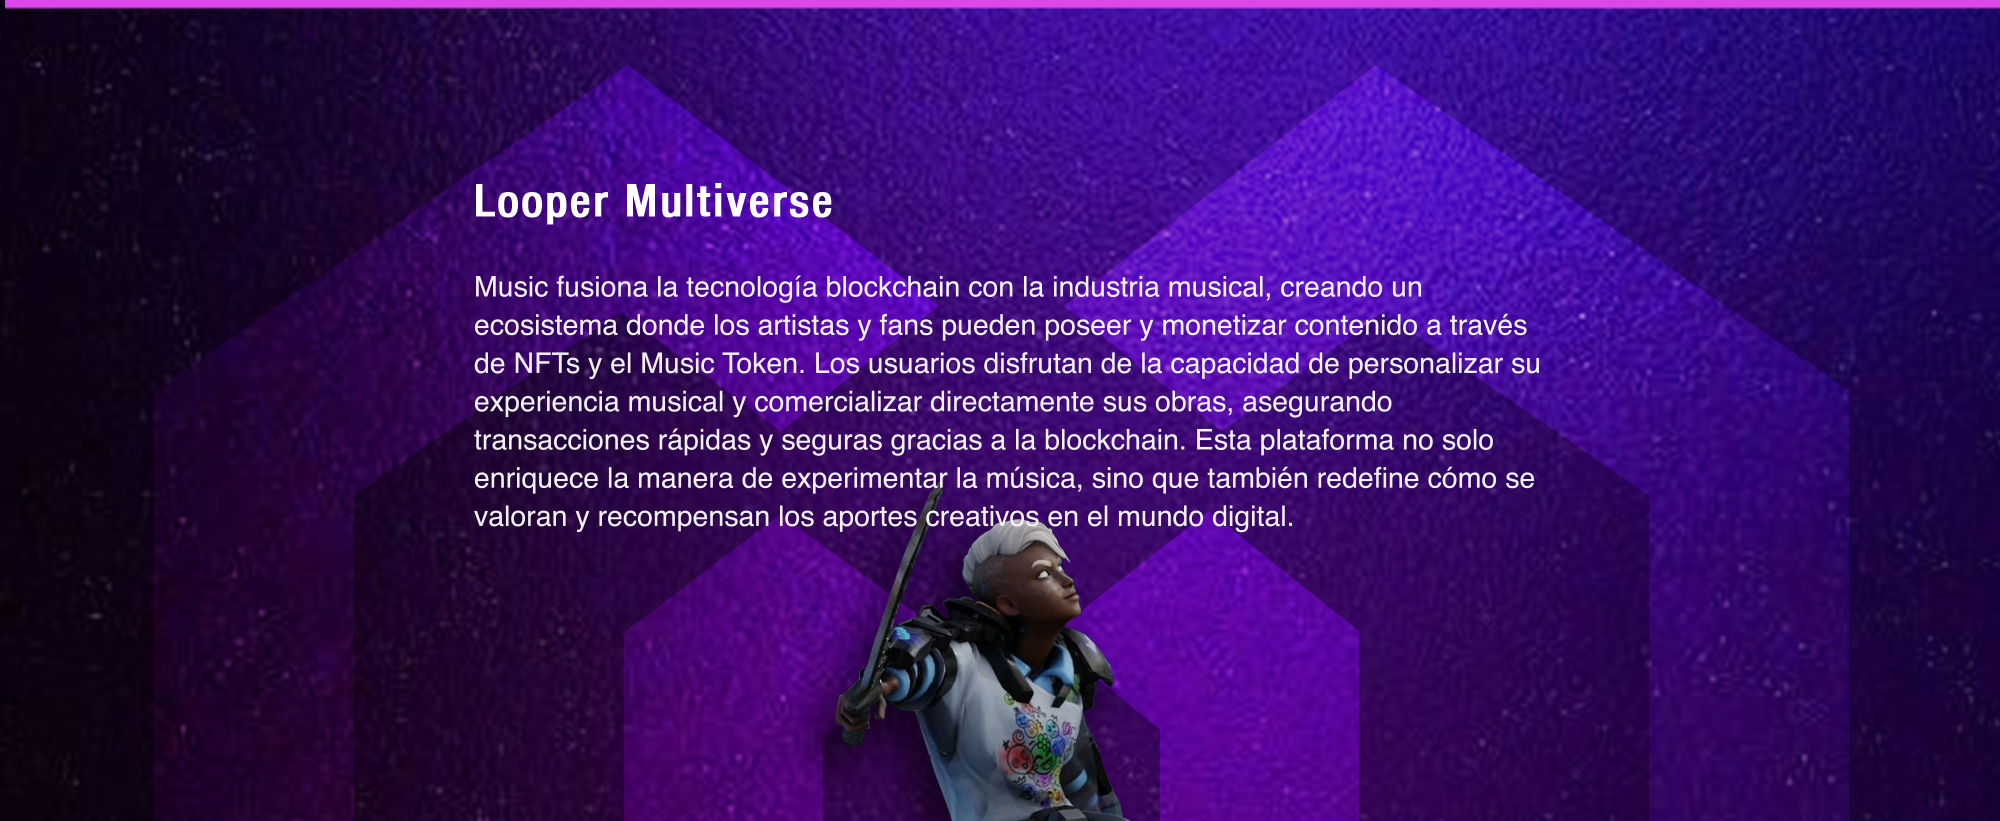 Looper Multiverse
Music fusiona la tecnología blockchain con la industria musical, creando un
ecosistema donde los artistas y fans pueden poseer y monetizar contenido a través
de NFTs y el Music Token. Los usuarios disfrutan de la capacidad de personalizar su
experiencia musical y comercializar directamente sus obras, asegurando
transacciones rápidas y seguras gracias a la blockchain. Esta plataforma no solo
enriquece la manera de experimentar la música, sino que también redefine cómo se
valoran y recompensan los aportes creativos en el mundo digital.